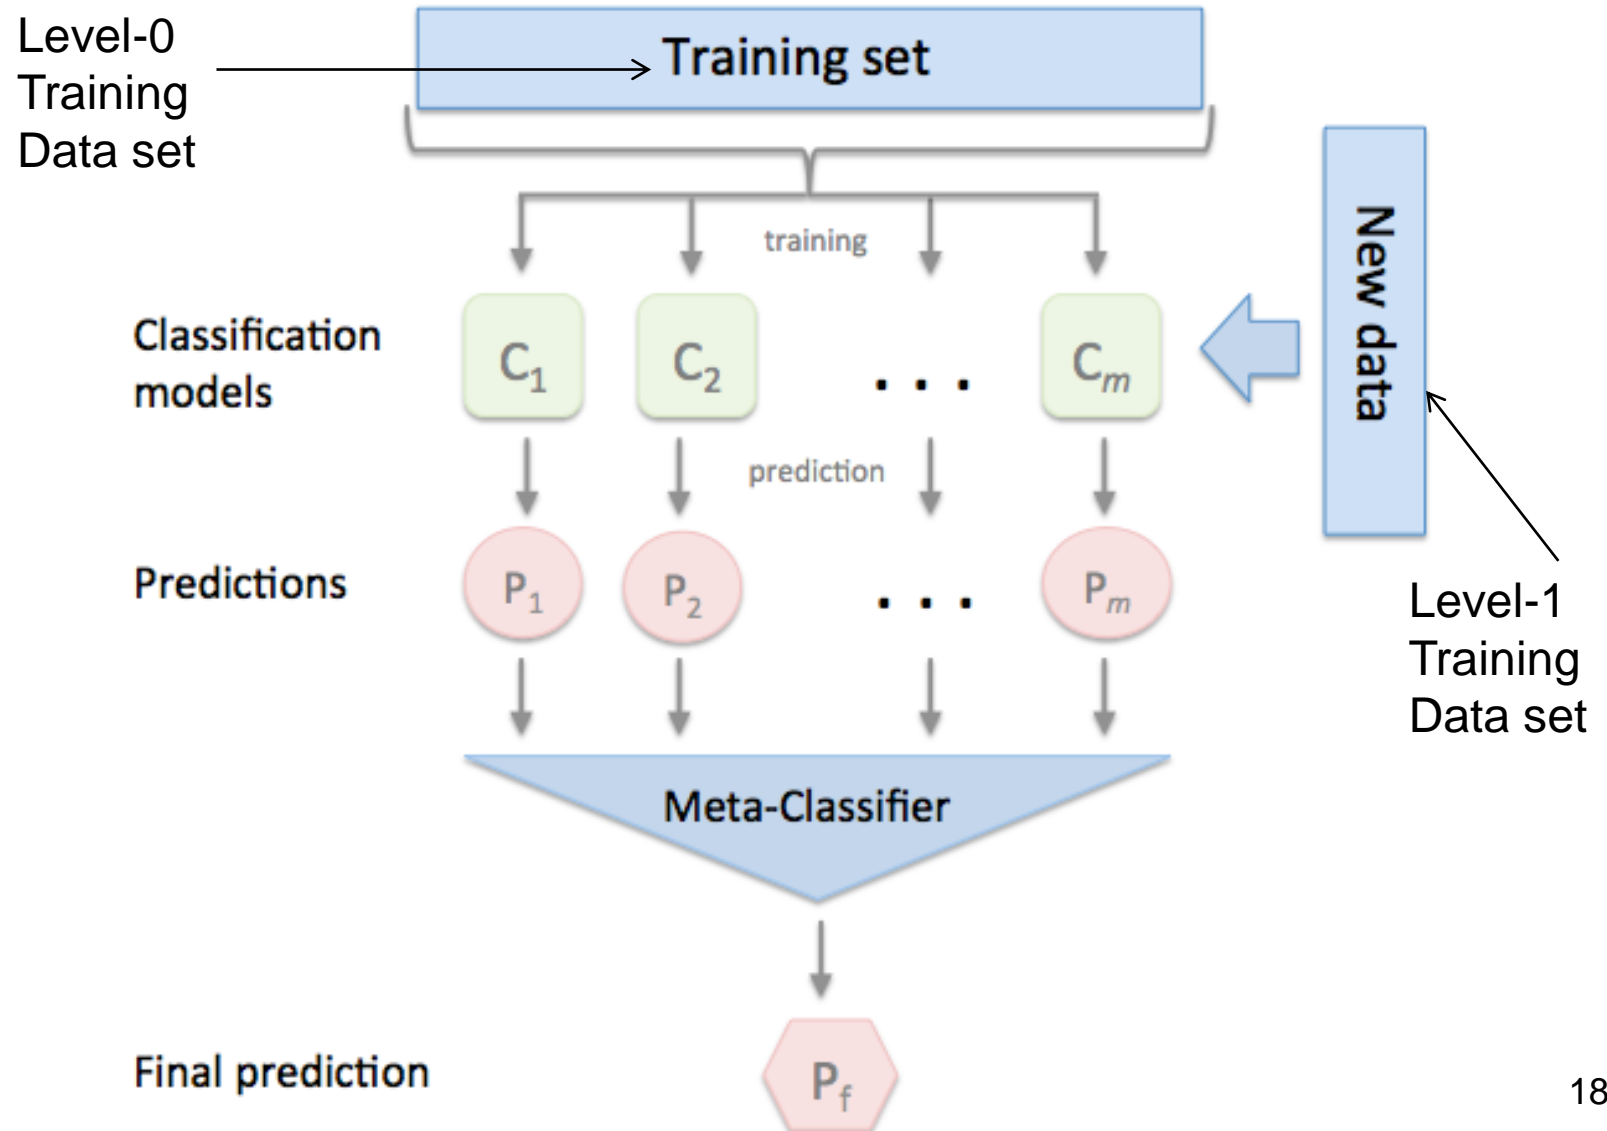 Level-0
Training
Data set
Training set
New data
training
Classification
models
C1
C2
. . .
Cm
prediction
Predictions
P1
P2
. . .
Pm
Level-1
Training
Data set
Meta-Classifier
Final prediction
Pf
18